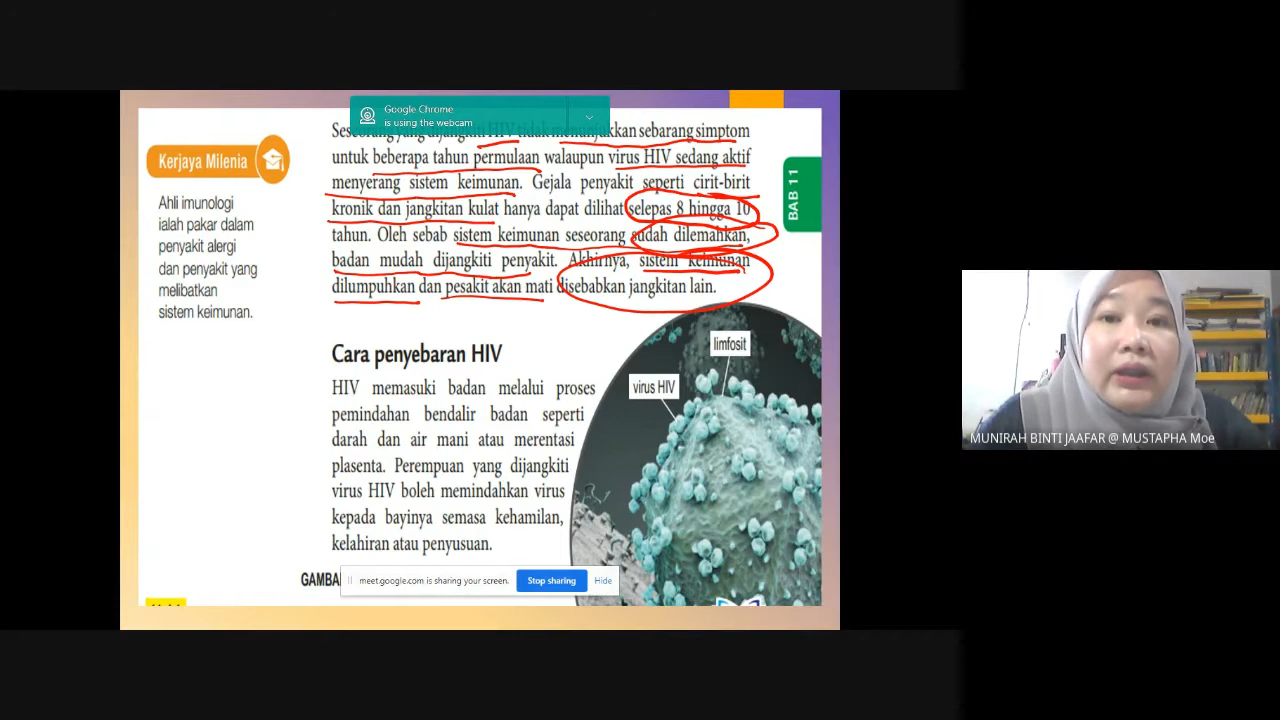 Google Chrome
is using the webcam
Seseorang yang dijangkiti HIV tidak menunjukkan sebarang simptom
untuk beberapa tahun permulaan walaupun virus HIV sedang aktif
menyerang sistem keimunan. Gejala penyakit seperti cirit-birit
kronik dan jangkitan kulat hanya dapat dilihat selepas 8 hingga 10
tahun. Oleh sebab sistem keimunan seseorang sudah dilemahkan,
badan mudah dijangkiti penyakit. Akhirnya, sistem keimunan
dilumpuhkan dan pesakit akan mati disebabkan jangkitan lain.
Kerjaya Milenia
Ahli imunologi
ialah pakar dalam
penyakit alergi
dan penyakit yang
melibatkan
sistem keimunan.
BAB 11
Cara penyebaran HIV
HIV memasuki badan melalui proses
pemindahan bendalir badan seperti
darah dan air mani atau merentasi
plasenta. Perempuan yang dijangkiti
virus HIV boleh memindahkan virus
kepada bayinya semasa kehamilan,
kelahiran atau penyusuan.
limfosit
virus HIV
GAMBA
meet.google.com is sharing your screen.
Stop sharing
Hide
MUNIRAH BINTI JAAFAR @ MUSTAPHA Moe